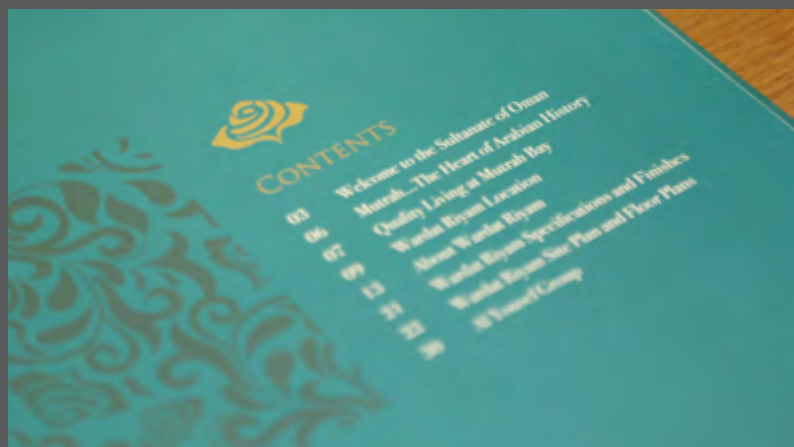 CONTENTS
03 Welcome to the Sultanate of Oman
06 Mutrah...The Heart of Arabian History
07 Quality Living at Mutrah Bay
09 Wardat Riyam Location
13 About Wardat Riyam
21 Wardat Riyam Specifications and Finishes
Wardat Riyam Site Plan and Floor Plans
30 Al Yousef Group